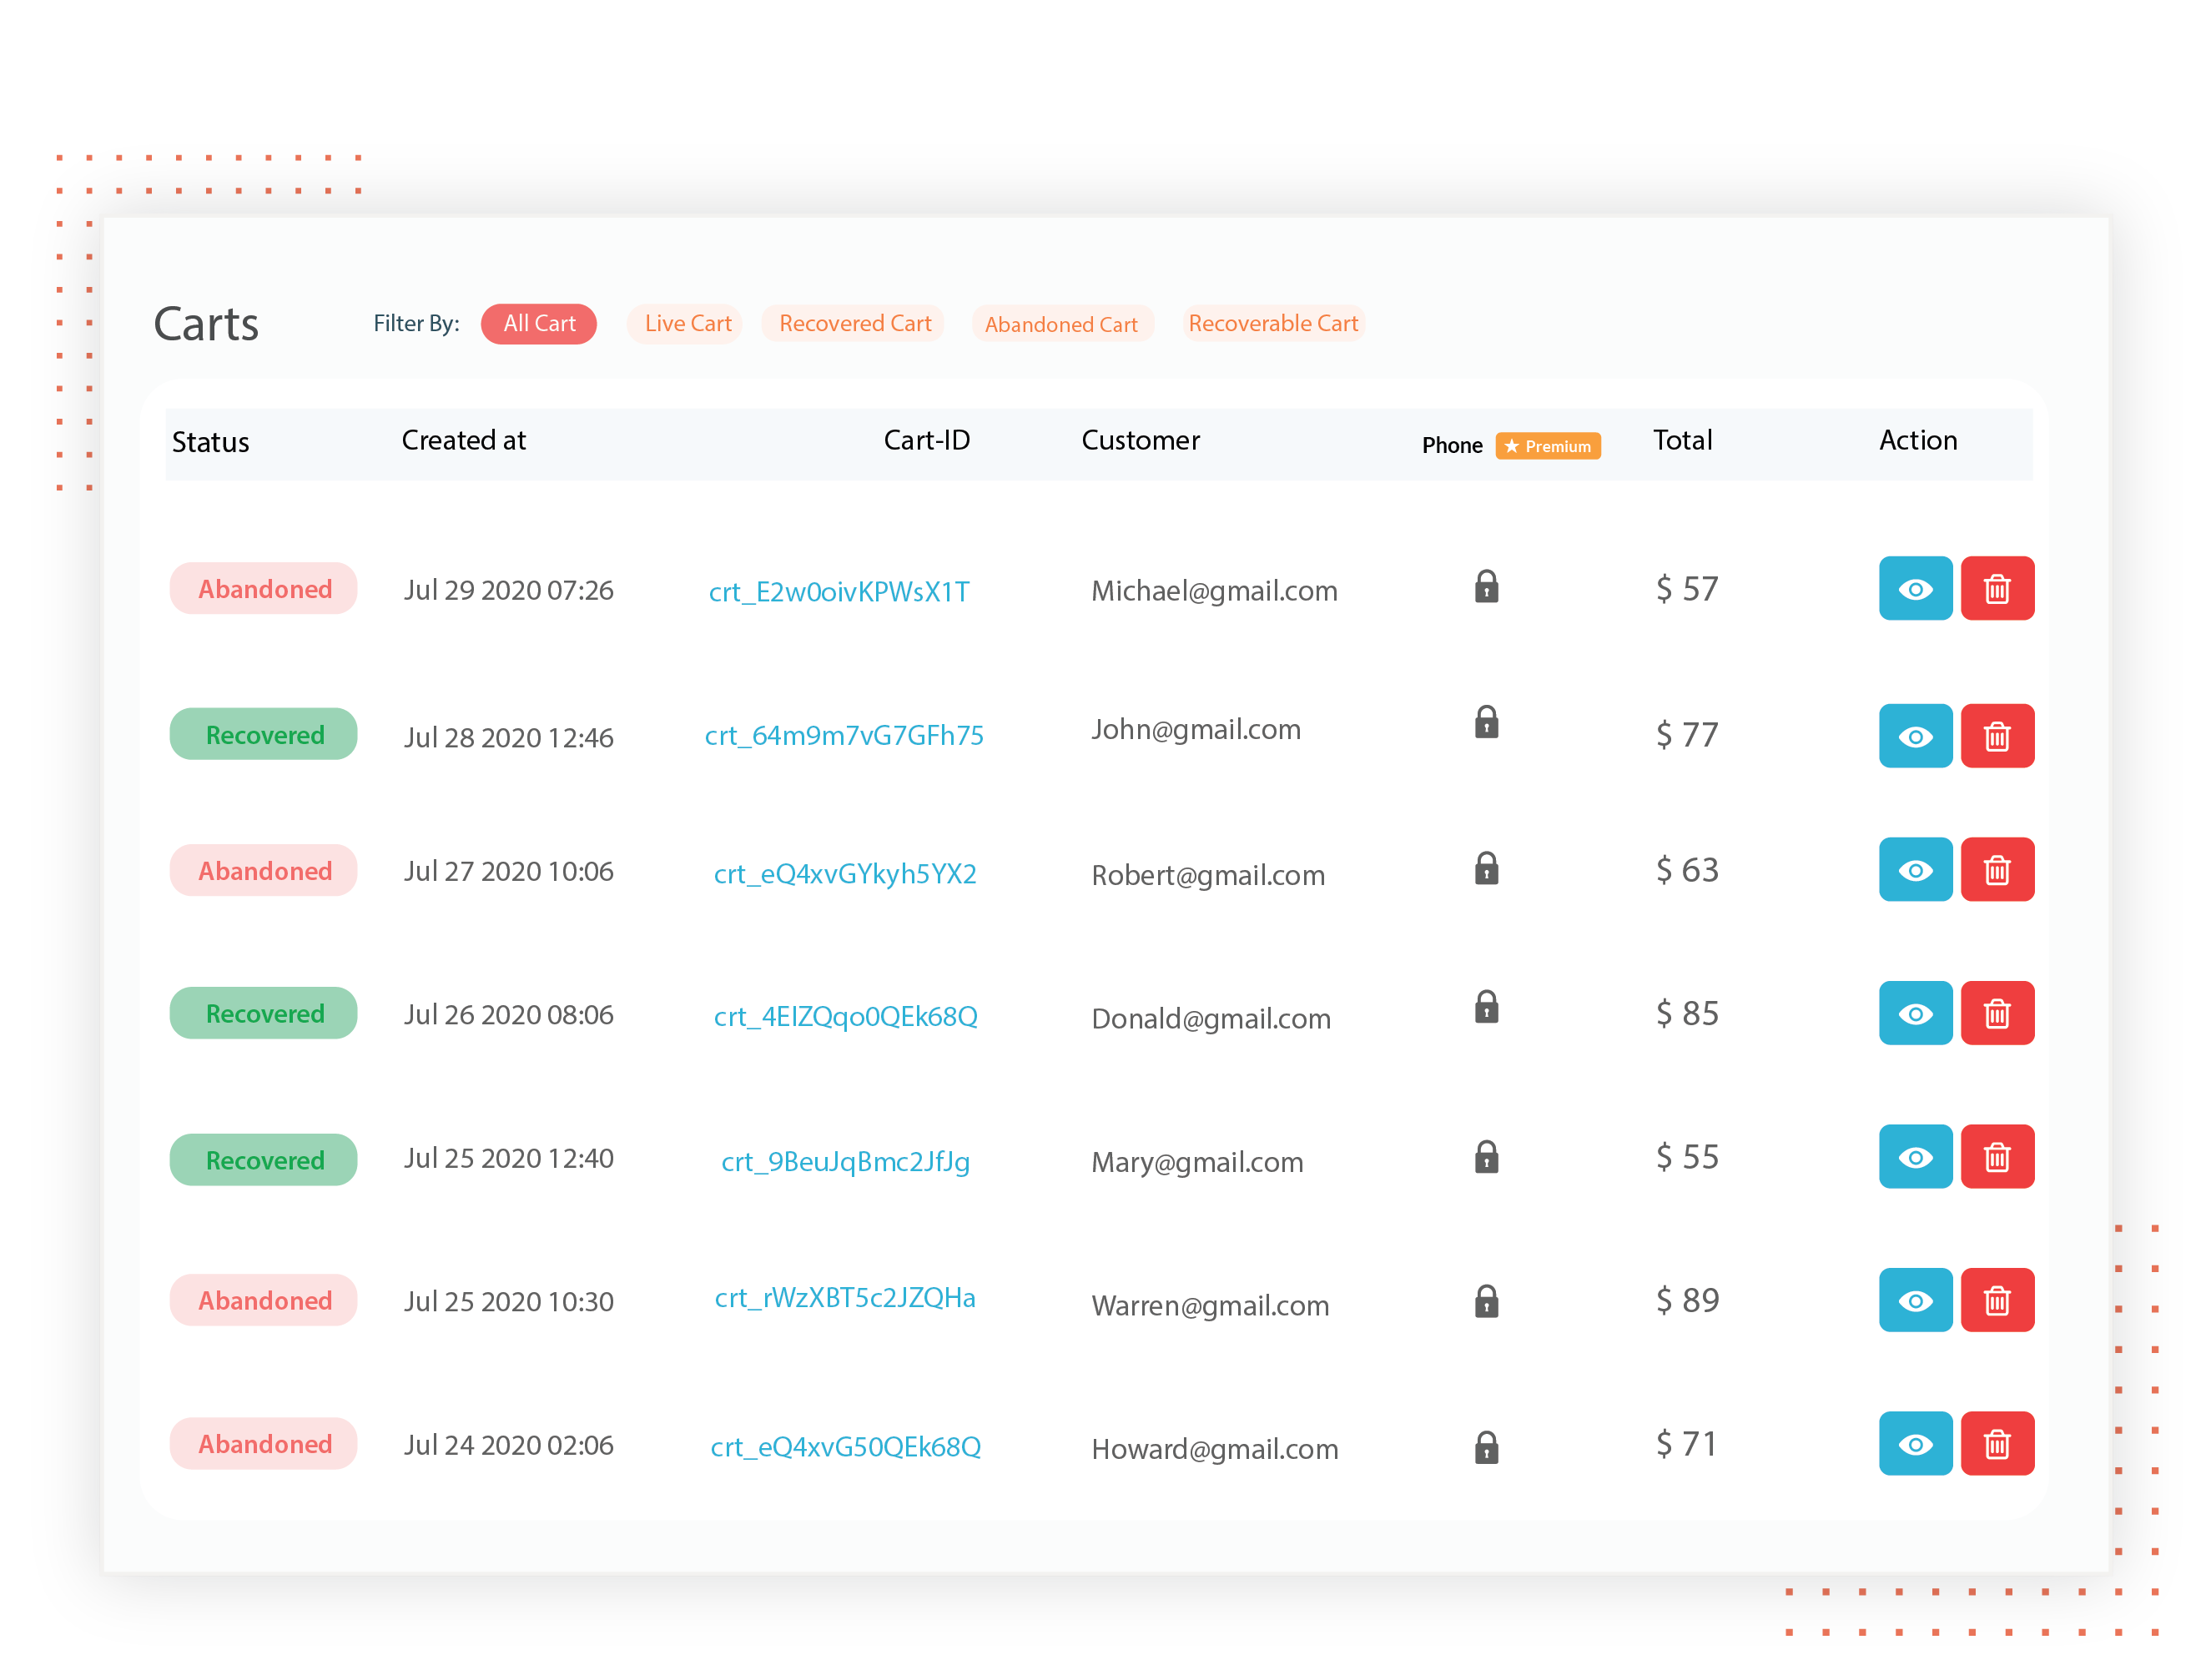 Carts Filter By: All Cart Live Cart Recovered Cart Abandoned Cart Recoverable Cart
Status Created at Cart-ID Customer Phone Premium Total Action
Abandoned Jul 29 2020 07:26 crt_E2w0oivKPWsX1T Michael@gmail.com $ 57
Recovered Jul 28 2020 12:46 crt_64m9m7vG7GFh75 John@gmail.com $ 77
Abandoned Jul 27 2020 10:06 crt_eQ4xvGYkyh5YX2 Robert@gmail.com $ 63
Recovered Jul 26 2020 08:06 crt_4EIZQqo0QEk68Q Donald@gmail.com $ 85
Recovered Jul 25 2020 12:40 crt_9BeuJqBmc2JfJg Mary@gmail.com $ 55
Abandoned Jul 25 2020 10:30 crt_rWzXBT5c2JZQHa Warren@gmail.com $ 89
Abandoned Jul 24 2020 02:06 crt_eQ4xvG50QEk68Q Howard@gmail.com $ 71